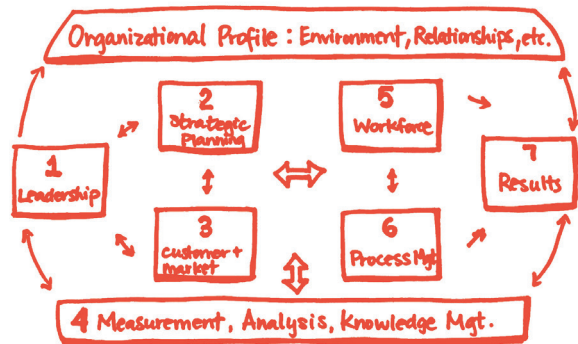 Organizational Profile : Environment, Relationships, etc.
1
Leadership
2
Strategic
Planning
3
Customer +
market
5
Workforce
6
Process Mgt
7
Results
4 Measurement, Analysis, Knowledge Mgt.